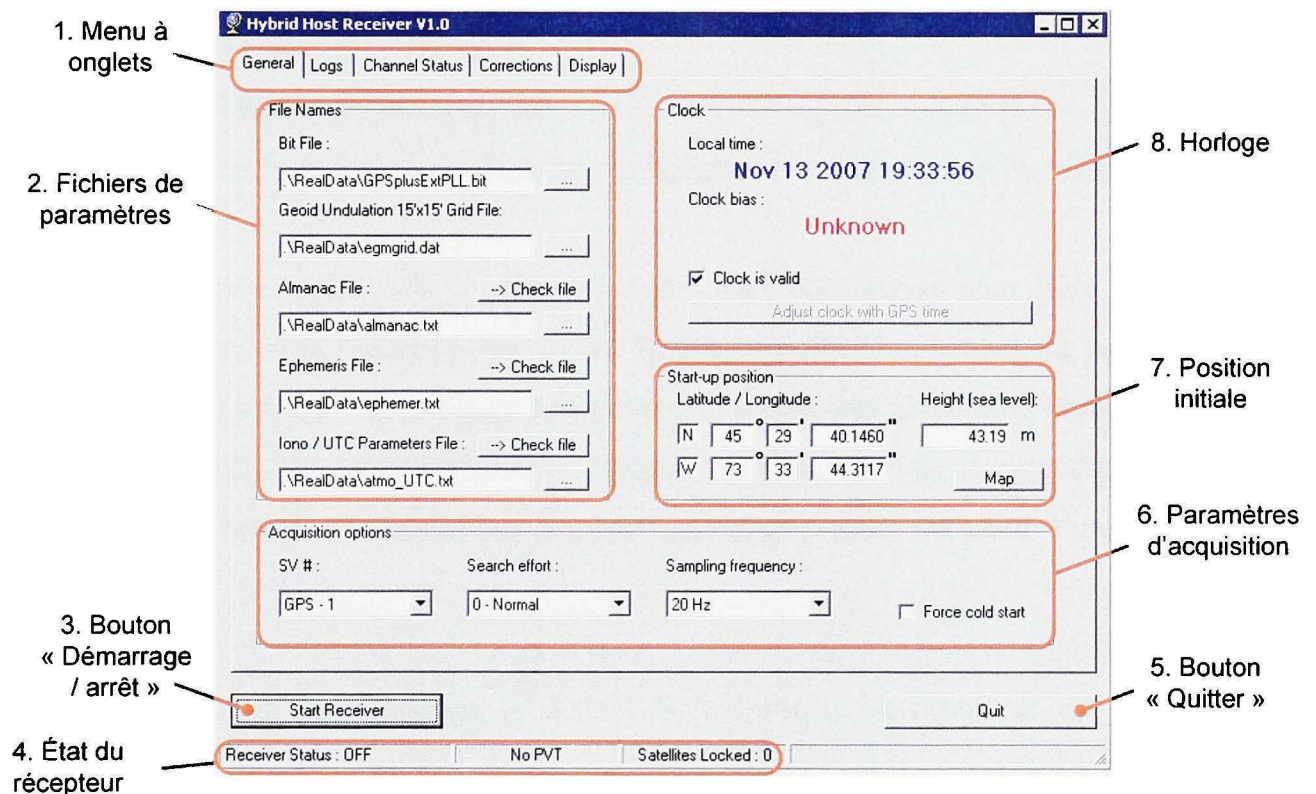 Hybrid Host Receiver V1.0
1. Menu à
onglets
General Logs Channel Status Corrections Display
2. Fichiers de
paramètres
File Names
Bit File :
.\RealData\GPSplusExtPLL.bit ...
Geoid Undulation 15'x15' Grid File:
.\RealData\egmgrid.dat ...
Almanac File : --> Check file
.\RealData\almanac.txt ...
Ephemeris File : --> Check file
.\RealData\ephemer.txt ...
Iono / UTC Parameters File : --> Check file
.\RealData\atmo_UTC.txt ...
Clock
Local time :
Nov 13 2007 19:33:56
Clock bias :
Unknown
Clock is valid
Adjust clock with GPS time
8. Horloge
Start-up position
Latitude / Longitude : Height (sea level):
N 45 ° 29 ' 40.1460 " 43.19 m
W 73 ° 33 ' 44.3117 "
Map
7. Position
initiale
Acquisition options
SV # : Search effort : Sampling frequency :
GPS - 1 0 - Normal 20 Hz Force cold start
6. Paramètres
d'acquisition
3. Bouton
« Démarrage
/ arrêt »
Start Receiver Quit
5. Bouton
« Quitter »
4. État du
récepteur
Receiver Status : OFF No PVT Satellites Locked : 0